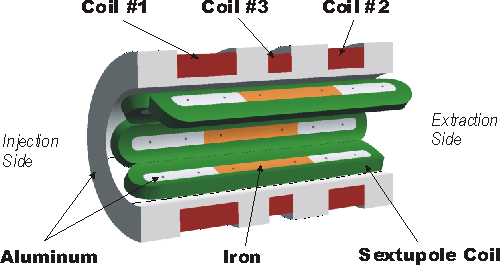 Coil #1
Coil #3
Coil #2
Injection
Side
Extraction
Side
Aluminum
Iron
Sextupole Coil